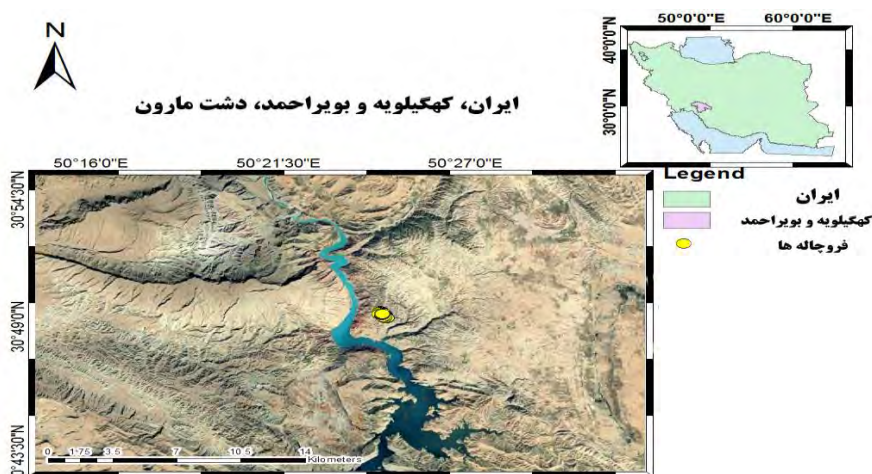 N
ایران، کهگیلویه و بویراحمد، دشت مارون
50°0'0"E 60°0'0"E
40°0'0"N
30°0'0"N
Legend
ایران
کهگیلویه و بویراحمد
فروچاله ها
50°16'0"E 50°21'30"E 50°27'0"E
30°54'30"N
30°49'0"N
30°43'30"N
0 1.75 3.5 7 10.5 14
Kilometers